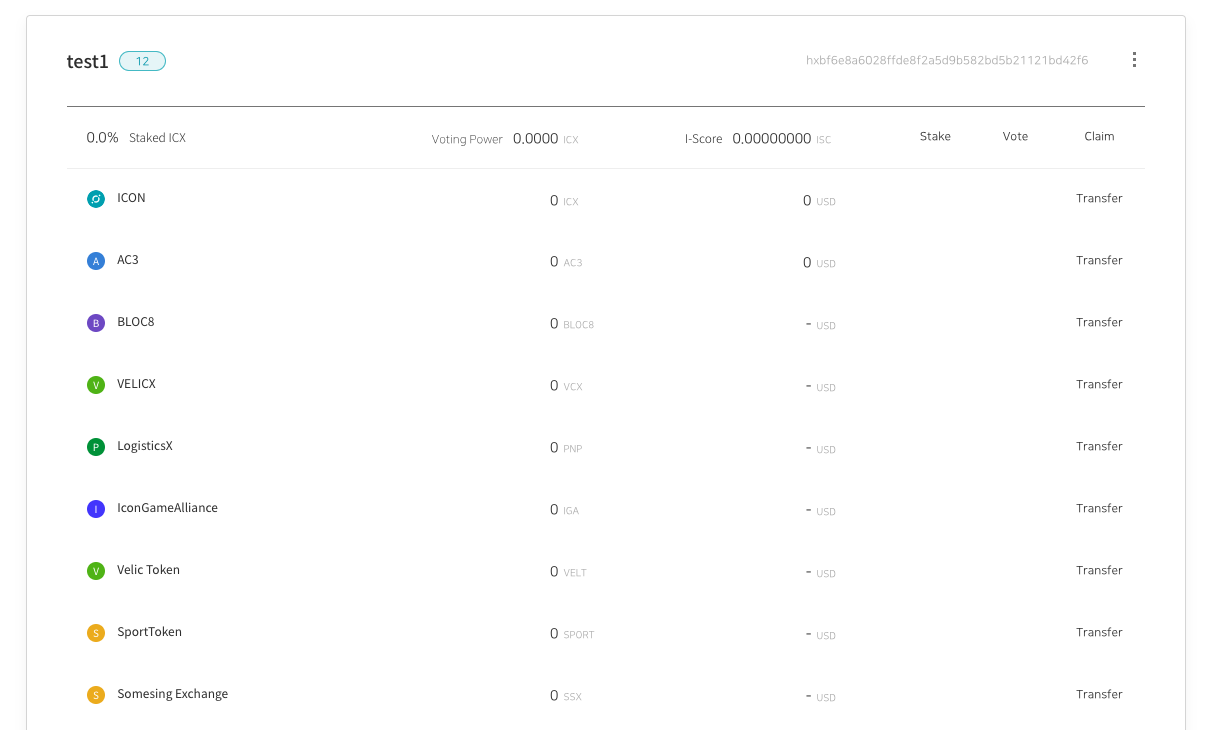 test1 12 hxbf6e8a6028ffde8f2a5d9b582bd5b21121bd42f6
0.0% Staked ICX Voting Power 0.0000 ICX I-Score 0.00000000 ISC Stake Vote Claim
ICON 0 ICX 0 USD Transfer
A AC3 0 AC3 0 USD Transfer
B BLOC8 0 BLOC8 - USD Transfer
V VELICX 0 VCX - USD Transfer
P LogisticsX 0 PNP - USD Transfer
I IconGameAlliance 0 IGA - USD Transfer
V Velic Token 0 VELT - USD Transfer
S SportToken 0 SPORT - USD Transfer
S Somesing Exchange 0 SSX - USD Transfer